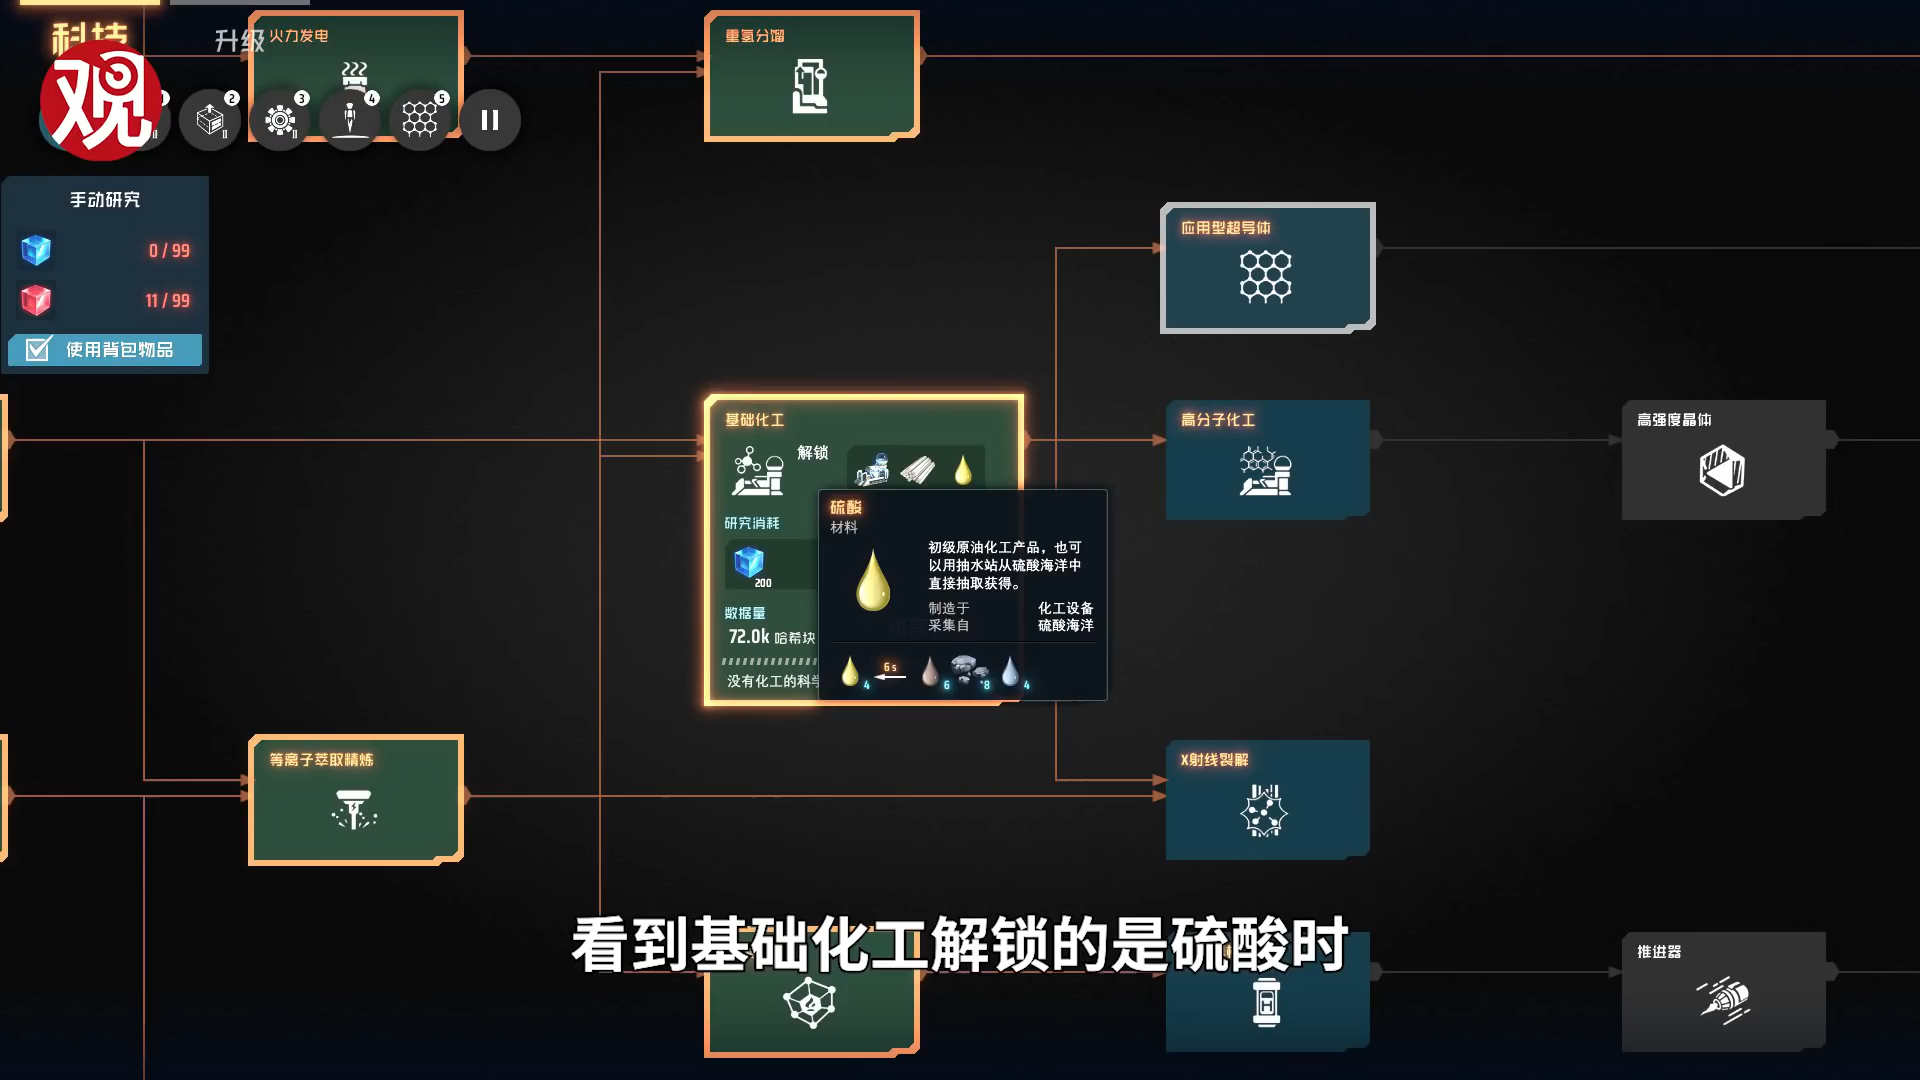 科技
升级
观
2
3
4
5
火力发电
重氢分馏
手动研究
0 / 99
11 / 99
使用背包物品
应用型超导体
基础化工
解锁
研究消耗
200
数据量
72.0k 哈希块
没有化工的科学
硫酸
材料
初级原油化工产品，也可
以用抽水站从硫酸海洋中
直接抽取获得。
制造于 化工设备
采集自 硫酸海洋
4 6 s 6 8 4
高分子化工
高强度晶体
等离子萃取精炼
X射线裂解
推进器
看到基础化工解锁的是硫酸时